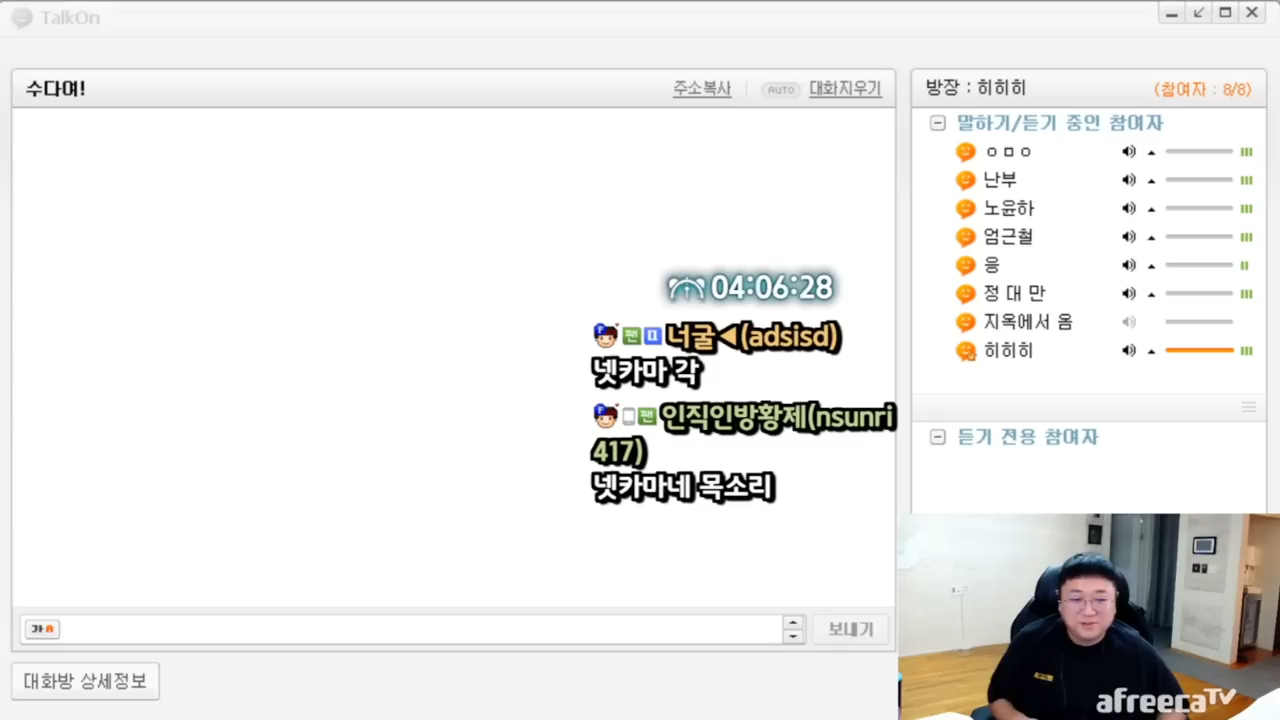 TalkOn
수다여!
주소복사
AUTO
대화지우기
04:06:28
F 팬 너굴◀(adsisd)
넷카마 각
F 팬 인직인방황제(nsunri
417)
넷카마네 목소리
가a
보내기
대화방 상세정보
방장 : 히히히
(참여자 : 8/8)
말하기/듣기 중인 참여자
ㅇㅁㅇ
난부
노윤하
엄근철
응
정 대 만
지옥에서 옴
히히히
듣기 전용 참여자
afreecaTV